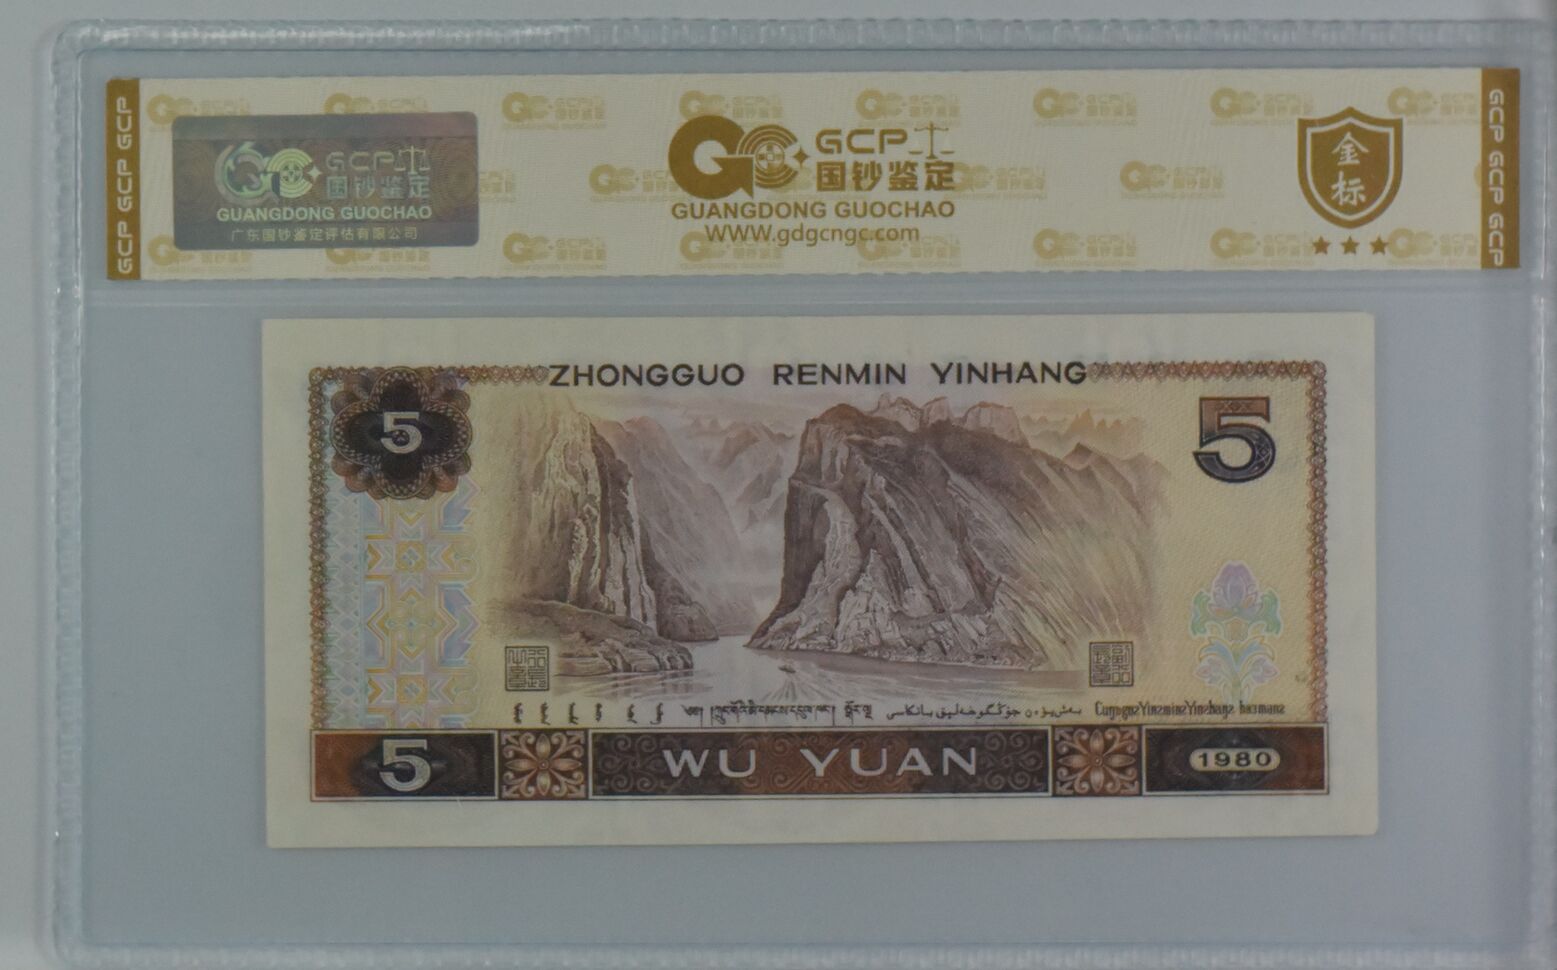 GCP GCP GCP
GCP
国钞鉴定
GUANGDONG GUOCHAO
广东国钞鉴定评估有限公司
GCP
国钞鉴定
GUANGDONG GUOCHAO
WWW.gdgcngc.com
金标
GCP GCP GCP
ZHONGGUO RENMIN YINHANG
5
5
5
WU YUAN
1980